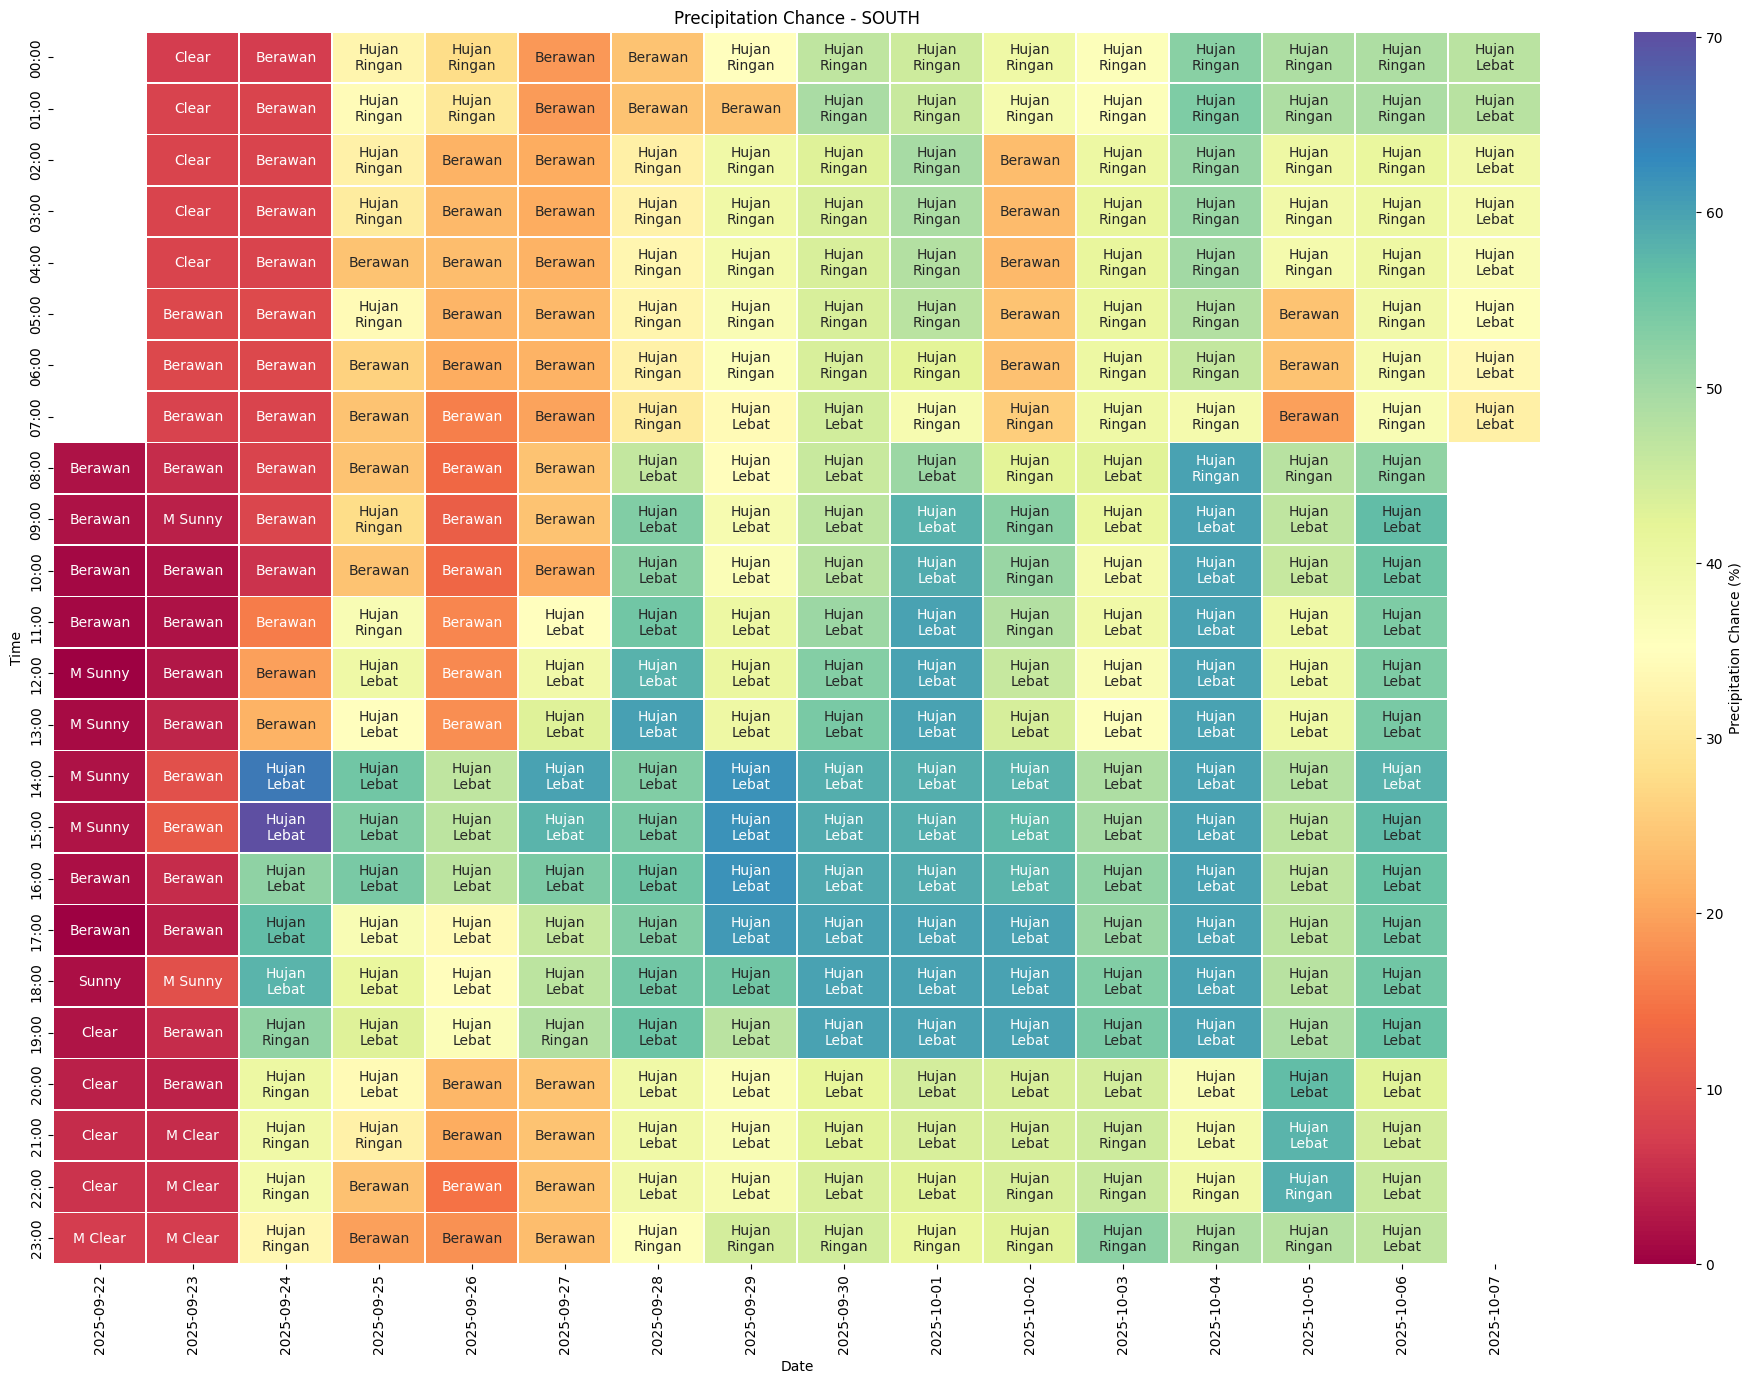 Precipitation Chance - SOUTH
00:00 Clear Berawan Hujan Ringan Hujan Ringan Berawan Berawan Hujan Ringan Hujan Ringan Hujan Ringan Hujan Ringan Hujan Ringan Hujan Ringan Hujan Ringan Hujan Ringan Hujan Lebat
01:00 Clear Berawan Hujan Ringan Hujan Ringan Berawan Berawan Berawan Hujan Ringan Hujan Ringan Hujan Ringan Hujan Ringan Hujan Ringan Hujan Ringan Hujan Ringan Hujan Lebat
02:00 Clear Berawan Hujan Ringan Berawan Berawan Hujan Ringan Hujan Ringan Hujan Ringan Hujan Ringan Berawan Hujan Ringan Hujan Ringan Hujan Ringan Hujan Ringan Hujan Lebat
03:00 Clear Berawan Hujan Ringan Berawan Berawan Hujan Ringan Hujan Ringan Hujan Ringan Hujan Ringan Berawan Hujan Ringan Hujan Ringan Hujan Ringan Hujan Ringan Hujan Lebat
04:00 Clear Berawan Berawan Berawan Berawan Hujan Ringan Hujan Ringan Hujan Ringan Hujan Ringan Berawan Hujan Ringan Hujan Ringan Hujan Ringan Hujan Ringan Hujan Lebat
05:00 Berawan Berawan Hujan Ringan Berawan Berawan Hujan Ringan Hujan Ringan Hujan Ringan Hujan Ringan Berawan Hujan Ringan Hujan Ringan Berawan Hujan Ringan Hujan Lebat
06:00 Berawan Berawan Berawan Berawan Berawan Hujan Ringan Hujan Ringan Hujan Ringan Hujan Ringan Berawan Hujan Ringan Hujan Ringan Berawan Hujan Ringan Hujan Lebat
07:00 Berawan Berawan Berawan Berawan Berawan Hujan Ringan Hujan Lebat Hujan Lebat Hujan Ringan Hujan Ringan Hujan Ringan Hujan Ringan Berawan Hujan Ringan Hujan Lebat
08:00 Berawan Berawan Berawan Berawan Berawan Berawan Hujan Lebat Hujan Lebat Hujan Lebat Hujan Lebat Hujan Ringan Hujan Lebat Hujan Ringan Hujan Ringan Hujan Ringan
09:00 Berawan M Sunny Berawan Hujan Ringan Berawan Berawan Hujan Lebat Hujan Lebat Hujan Lebat Hujan Lebat Hujan Ringan Hujan Lebat Hujan Lebat Hujan Lebat Hujan Lebat
10:00 Berawan Berawan Berawan Berawan Berawan Berawan Hujan Lebat Hujan Lebat Hujan Lebat Hujan Lebat Hujan Ringan Hujan Lebat Hujan Lebat Hujan Lebat Hujan Lebat
11:00 Berawan Berawan Berawan Hujan Ringan Berawan Hujan Lebat Hujan Lebat Hujan Lebat Hujan Lebat Hujan Lebat Hujan Ringan Hujan Lebat Hujan Lebat Hujan Lebat Hujan Lebat
12:00 M Sunny Berawan Berawan Hujan Lebat Berawan Hujan Lebat Hujan Lebat Hujan Lebat Hujan Lebat Hujan Lebat Hujan Lebat Hujan Lebat Hujan Lebat Hujan Lebat Hujan Lebat
13:00 M Sunny Berawan Berawan Hujan Lebat Berawan Hujan Lebat Hujan Lebat Hujan Lebat Hujan Lebat Hujan Lebat Hujan Lebat Hujan Lebat Hujan Lebat Hujan Lebat Hujan Lebat
14:00 M Sunny Berawan Hujan Lebat Hujan Lebat Hujan Lebat Hujan Lebat Hujan Lebat Hujan Lebat Hujan Lebat Hujan Lebat Hujan Lebat Hujan Lebat Hujan Lebat Hujan Lebat Hujan Lebat
15:00 M Sunny Berawan Hujan Lebat Hujan Lebat Hujan Lebat Hujan Lebat Hujan Lebat Hujan Lebat Hujan Lebat Hujan Lebat Hujan Lebat Hujan Lebat Hujan Lebat Hujan Lebat Hujan Lebat
16:00 Berawan Berawan Hujan Lebat Hujan Lebat Hujan Lebat Hujan Lebat Hujan Lebat Hujan Lebat Hujan Lebat Hujan Lebat Hujan Lebat Hujan Lebat Hujan Lebat Hujan Lebat Hujan Lebat
17:00 Berawan Berawan Hujan Lebat Hujan Lebat Hujan Lebat Hujan Lebat Hujan Lebat Hujan Lebat Hujan Lebat Hujan Lebat Hujan Lebat Hujan Lebat Hujan Lebat Hujan Lebat Hujan Lebat
18:00 Sunny M Sunny Hujan Lebat Hujan Lebat Hujan Lebat Hujan Lebat Hujan Lebat Hujan Lebat Hujan Lebat Hujan Lebat Hujan Lebat Hujan Lebat Hujan Lebat Hujan Lebat Hujan Lebat
19:00 Clear Berawan Hujan Ringan Hujan Lebat Hujan Lebat Hujan Ringan Hujan Lebat Hujan Lebat Hujan Lebat Hujan Lebat Hujan Lebat Hujan Lebat Hujan Lebat Hujan Lebat Hujan Lebat
20:00 Clear Berawan Hujan Ringan Hujan Lebat Berawan Berawan Hujan Lebat Hujan Lebat Hujan Lebat Hujan Lebat Hujan Lebat Hujan Lebat Hujan Lebat Hujan Lebat Hujan Lebat
21:00 Clear M Clear Hujan Ringan Hujan Ringan Berawan Berawan Hujan Lebat Hujan Lebat Hujan Lebat Hujan Lebat Hujan Lebat Hujan Ringan Hujan Lebat Hujan Lebat Hujan Lebat
22:00 Clear M Clear Hujan Ringan Berawan Berawan Berawan Hujan Lebat Hujan Lebat Hujan Lebat Hujan Lebat Hujan Ringan Hujan Ringan Hujan Ringan Hujan Ringan Hujan Lebat
23:00 M Clear M Clear Hujan Ringan Berawan Berawan Berawan Hujan Ringan Hujan Ringan Hujan Ringan Hujan Ringan Hujan Ringan Hujan Ringan Hujan Ringan Hujan Ringan Hujan Lebat
Time
2025-09-22 2025-09-23 2025-09-24 2025-09-25 2025-09-26 2025-09-27 2025-09-28 2025-09-29 2025-09-30 2025-10-01 2025-10-02 2025-10-03 2025-10-04 2025-10-05 2025-10-06 2025-10-07
Date
70
60
50
40
30
20
10
0
Precipitation Chance (%)